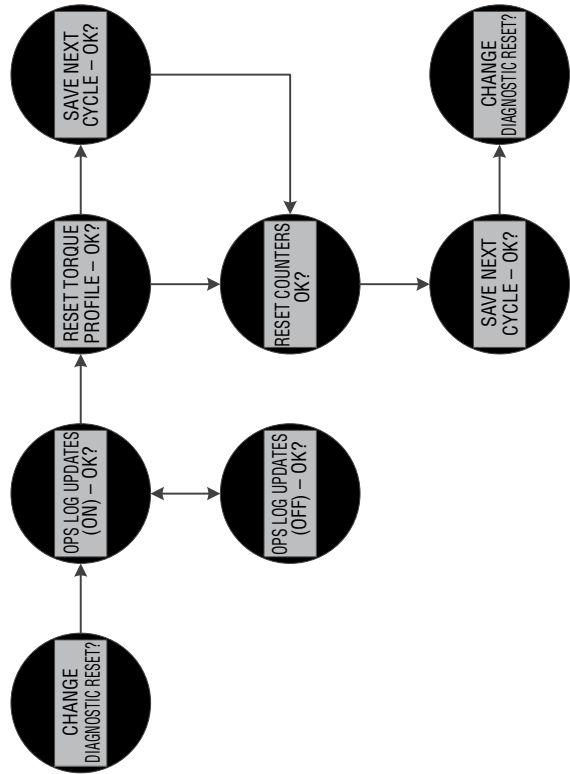 CHANGE
DIAGNOSTIC RESET?
OPS LOG UPDATES
(ON) – OK?
RESET TORQUE
PROFILE – OK?
SAVE NEXT
CYCLE – OK?
OPS LOG UPDATES
(OFF) – OK?
RESET COUNTERS
OK?
SAVE NEXT
CYCLE – OK?
CHANGE
DIAGNOSTIC RESET?